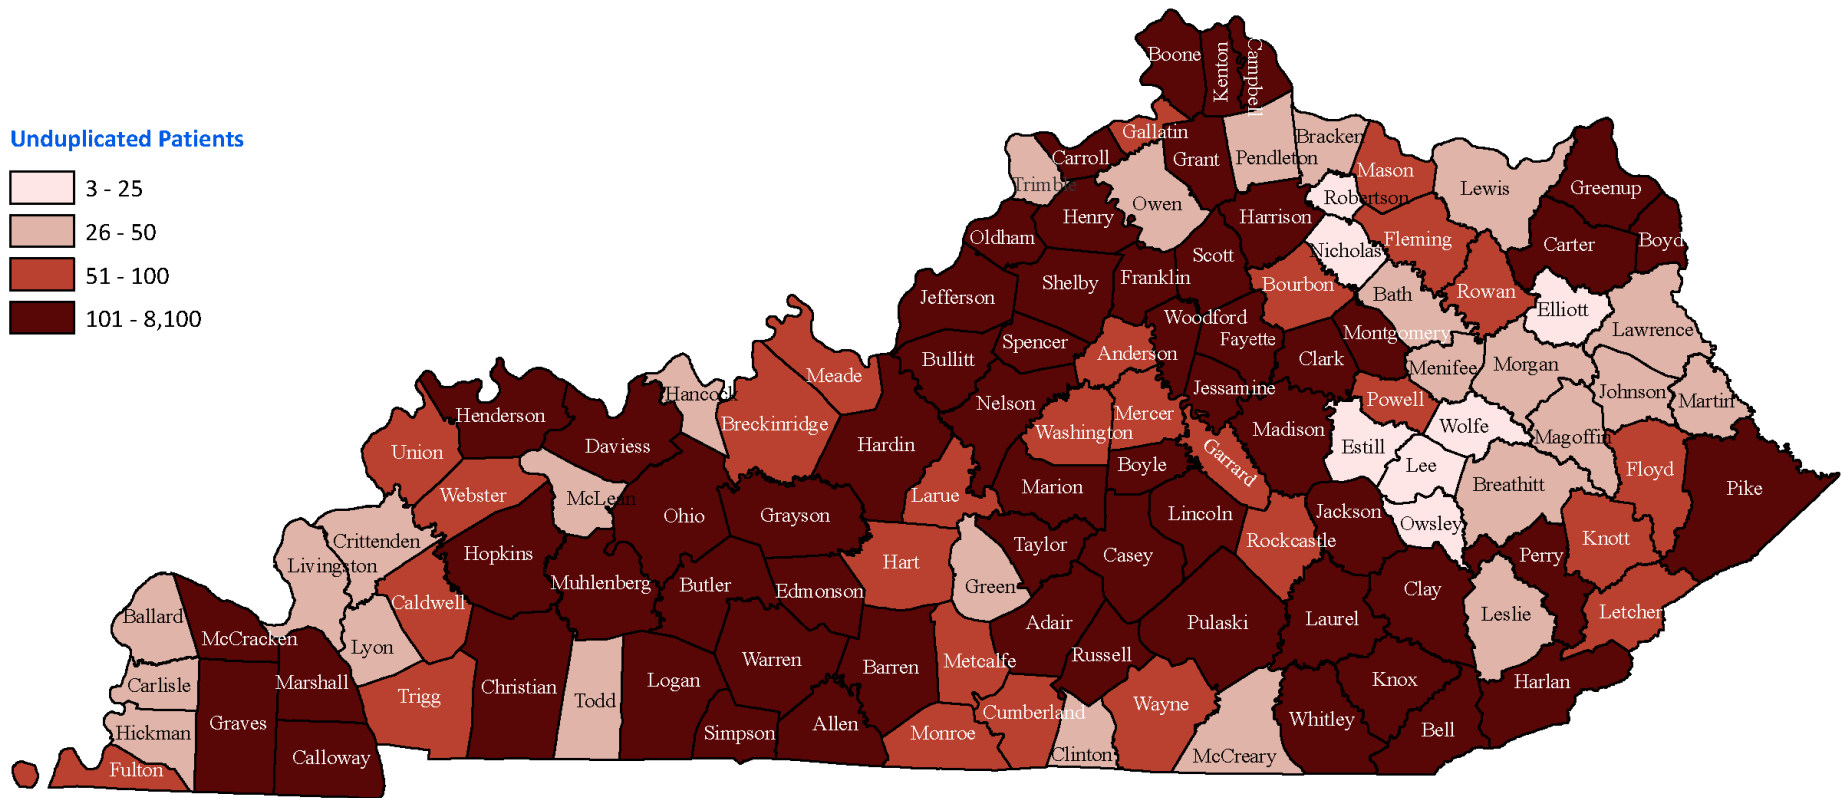 Unduplicated Patients
3 - 25
26 - 50
51 - 100
101 - 8,100
Boone
Kenton
Campbell
Gallatin
Carroll
Grant
Pendleton
Bracken
Mason
Trimble
Robertson
Lewis
Greenup
Owen
Henry
Harrison
Oldham
Nicholas
Fleming
Carter
Boyd
Scott
Franklin
Shelby
Jefferson
Bourbon
Bath
Rowan
Elliott
Lawrence
Woodford
Fayette
Montgomery
Spencer
Anderson
Bullitt
Clark
Menifee
Morgan
Johnson
Martin
Meade
Hancock
Jessamine
Powell
Nelson
Mercer
Henderson
Breckinridge
Washington
Madison
Wolfe
Magoffin
Daviess
Hardin
Union
Boyle
Garrard
Estill
Lee
Floyd
Breathitt
Pike
Webster
McLean
Larue
Marion
Ohio
Grayson
Lincoln
Jackson
Owsley
Crittenden
Hopkins
Taylor
Casey
Rockcastle
Perry
Knott
Livingston
Hart
Muhlenberg
Butler
Edmonson
Green
Clay
Caldwell
Ballard
Leslie
Letcher
McCracken
Adair
Pulaski
Laurel
Lyon
Warren
Barren
Metcalfe
Russell
Carlisle
Marshall
Christian
Logan
Knox
Harlan
Trigg
Todd
Graves
Cumberland
Wayne
Allen
Whitley
Hickman
Simpson
Monroe
Bell
Fulton
Calloway
Clinton
McCreary